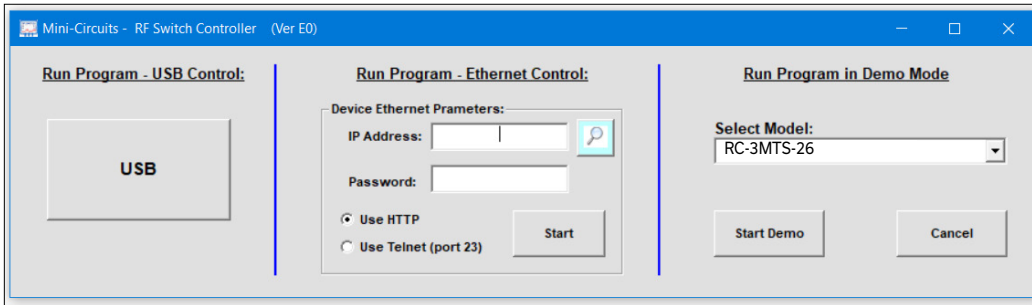 Mini-Circuits - RF Switch Controller (Ver E0)
Run Program - USB Control:
USB
Run Program - Ethernet Control:
Device Ethernet Prameters:
IP Address:
Password:
Use HTTP
Use Telnet (port 23)
Start
Run Program in Demo Mode
Select Model:
RC-3MTS-26
Start Demo
Cancel